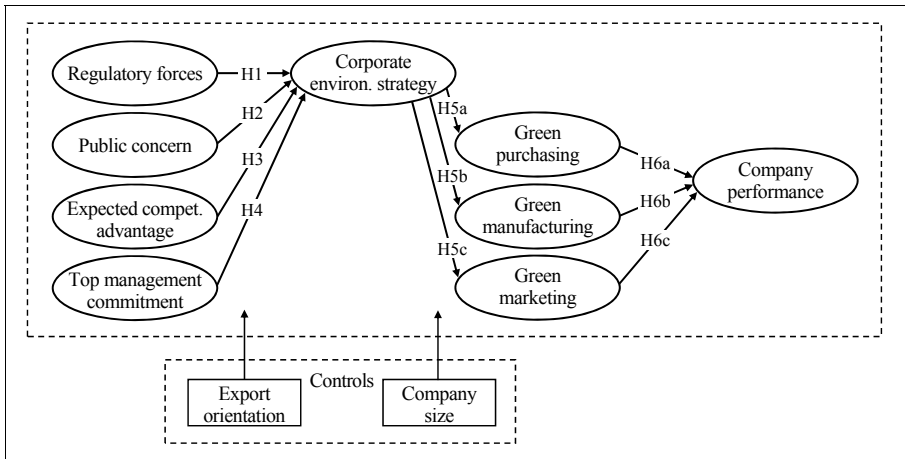 Regulatory forces
H1
Corporate
environ. strategy
H2
Public concern
H3
Expected compet.
advantage
H4
Top management
commitment
H5a
Green
purchasing
H5b
Green
manufacturing
H5c
Green
marketing
H6a
H6b
H6c
Company
performance
Controls
Export
orientation
Company
size